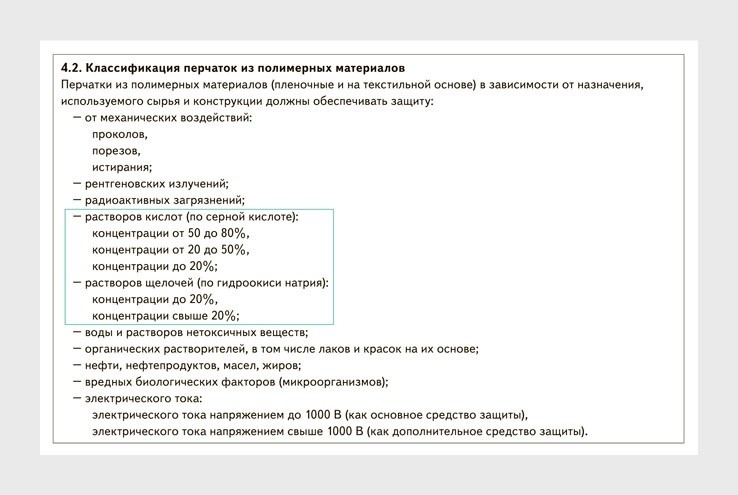 4.2. Классификация перчаток из полимерных материалов
Перчатки из полимерных материалов (пленочные и на текстильной основе) в зависимости от назначения,
используемого сырья и конструкции должны обеспечивать защиту:
— от механических воздействий:
проколов,
порезов,
истирания;
— рентгеновских излучений;
— радиоактивных загрязнений;
— растворов кислот (по серной кислоте):
концентрации от 50 до 80%,
концентрации от 20 до 50%,
концентрации до 20%;
— растворов щелочей (по гидроокиси натрия):
концентрации до 20%,
концентрации свыше 20%;
— воды и растворов нетоксичных веществ;
— органических растворителей, в том числе лаков и красок на их основе;
— нефти, нефтепродуктов, масел, жиров;
— вредных биологических факторов (микроорганизмов);
— электрического тока:
электрического тока напряжением до 1000 В (как основное средство защиты),
электрического тока напряжением свыше 1000 В (как дополнительное средство защиты).